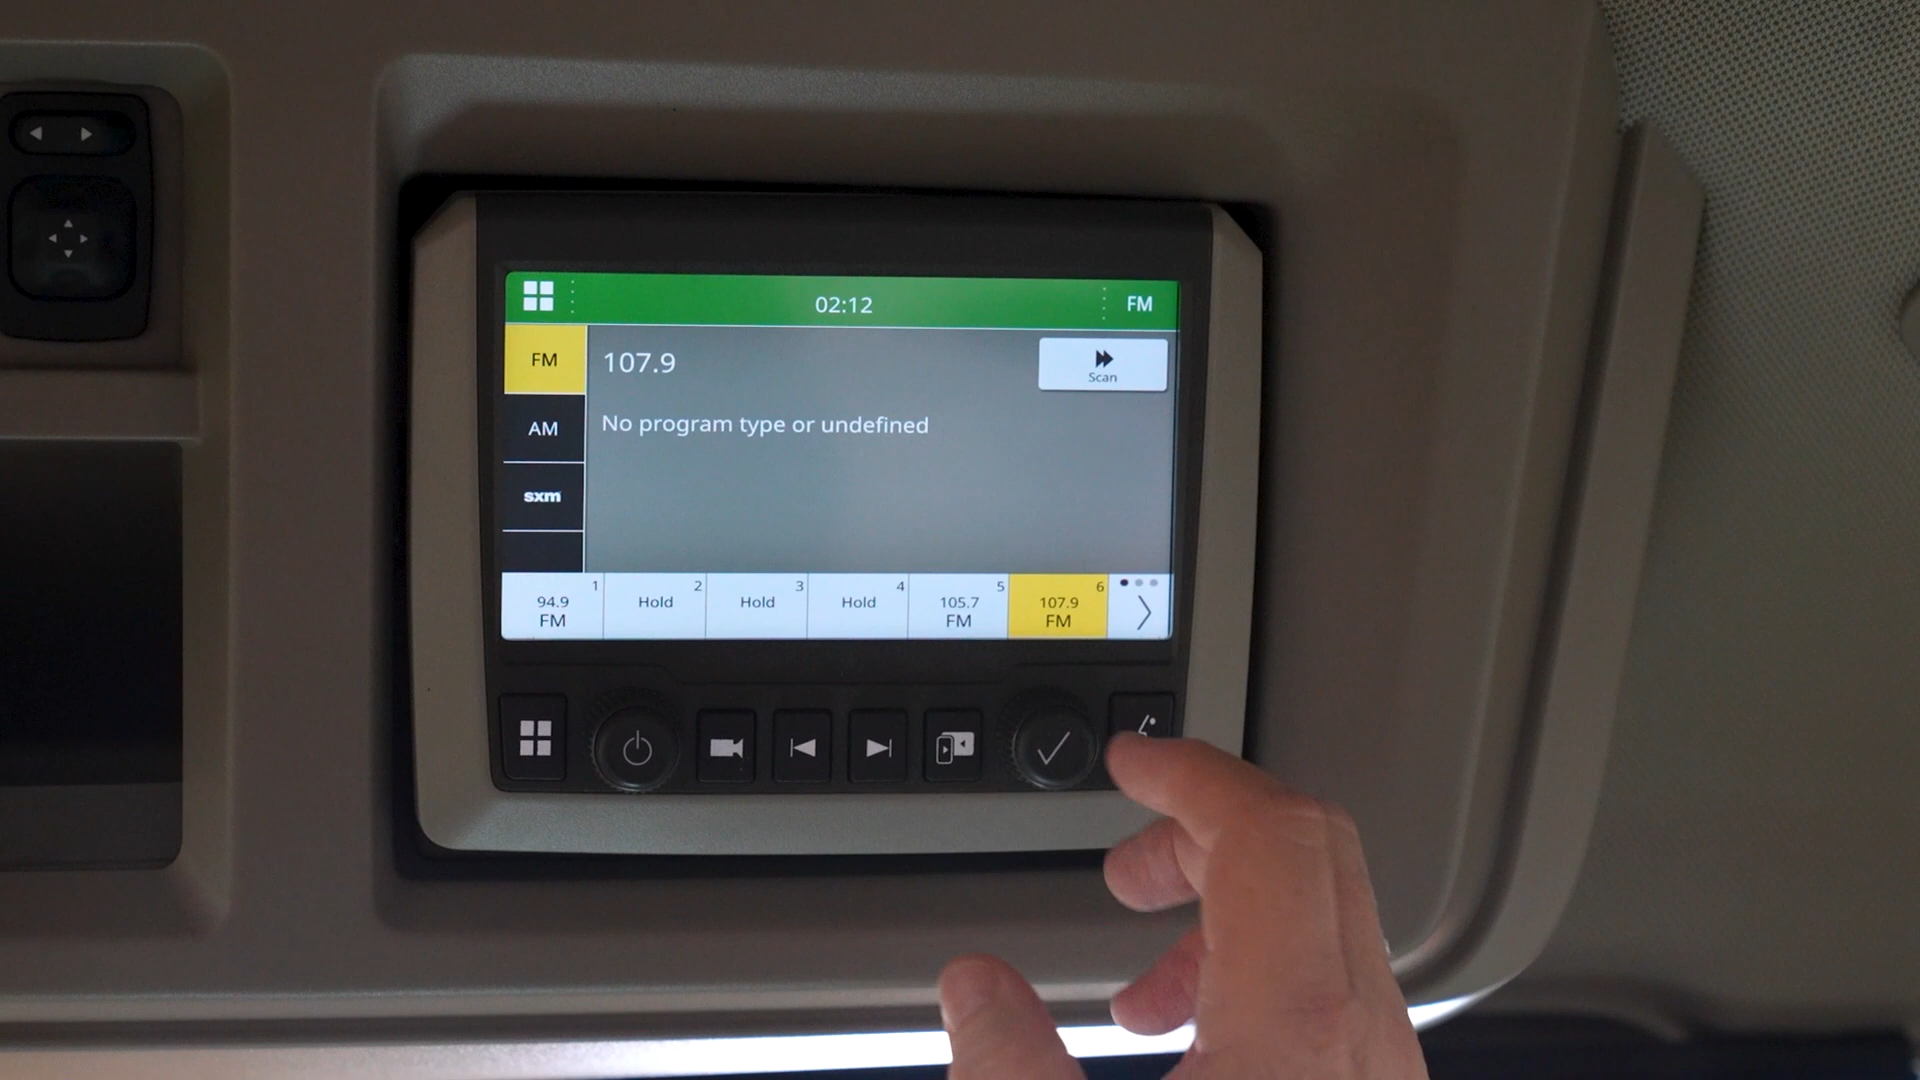 02:12
FM
FM
107.9
Scan
AM
No program type or undefined
sxm
1
2
3
4
5
6
94.9
Hold
Hold
Hold
105.7
107.9
FM
FM
FM